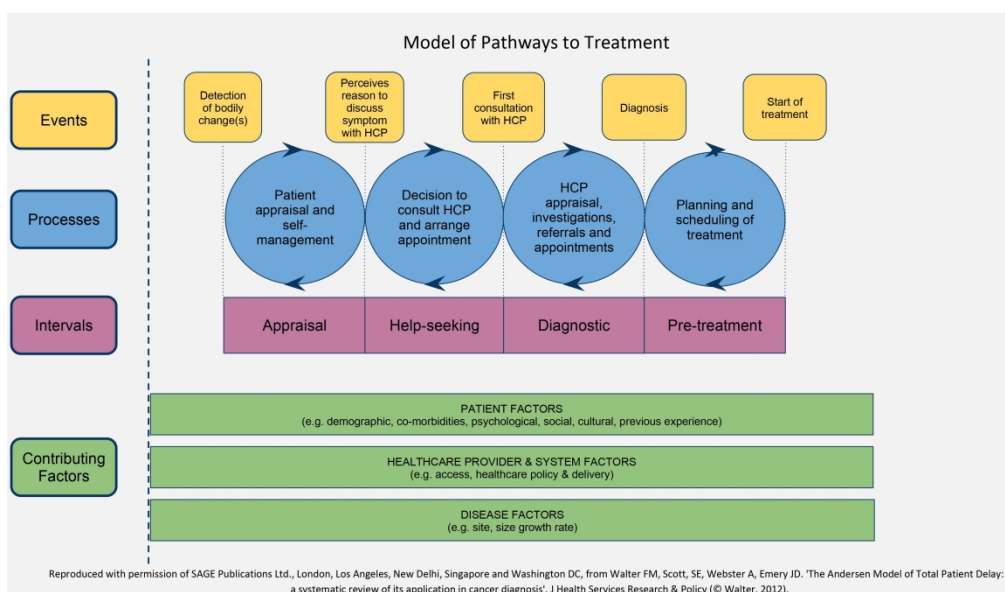 Model of Pathways to Treatment
Events
Detection
of bodily
change(s)
Perceives
reason to
discuss
symptom
with HCP
First
consultation
with HCP
Diagnosis
Start of
treatment
Processes
Patient
appraisal and
self-
management
Decision to
consult HCP
and arrange
appointment
HCP
appraisal,
investigations,
referrals and
appointments
Planning and
scheduling of
treatment
Intervals
Appraisal
Help-seeking
Diagnostic
Pre-treatment
Contributing
Factors
PATIENT FACTORS
(e.g. demographic, co-morbidities, psychological, social, cultural, previous experience)
HEALTHCARE PROVIDER & SYSTEM FACTORS
(e.g. access, healthcare policy & delivery)
DISEASE FACTORS
(e.g. site, size growth rate)
Reproduced with permission of SAGE Publications Ltd., London, Los Angeles, New Delhi, Singapore and Washington DC, from Walter FM, Scott, SE, Webster A, Emery JD. 'The Andersen Model of Total Patient Delay:
a systematic review of its application in cancer diagnosis'. J Health Services Research & Policy (© Walter, 2012).